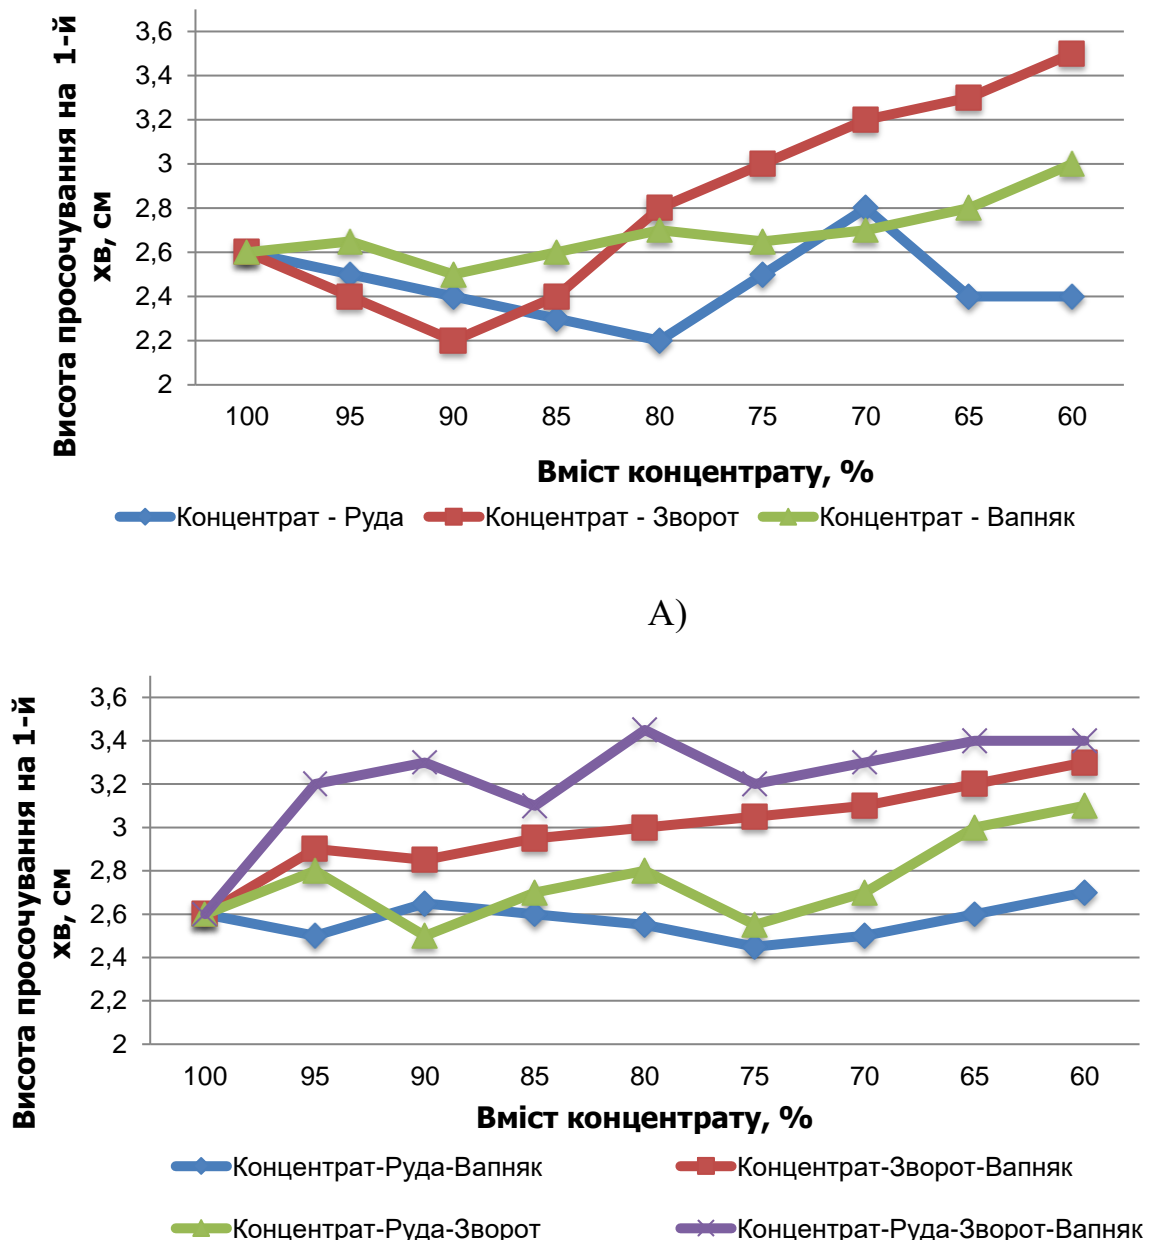 Висота просочування на 1-й
хв, см
3,6
3,4
3,2
3
2,8
2,6
2,4
2,2
2
100 95 90 85 80 75 70 65 60
Вміст концентрату, %
Концентрат - Руда Концентрат - Зворот Концентрат - Вапняк
А)
Висота просочування на 1-й
хв, см
3,6
3,4
3,2
3
2,8
2,6
2,4
2,2
2
100 95 90 85 80 75 70 65 60
Вміст концентрату, %
Концентрат-Руда-Вапняк Концентрат-Зворот-Вапняк
Концентрат-Руда-Зворот Концентрат-Руда-Зворот-Вапняк